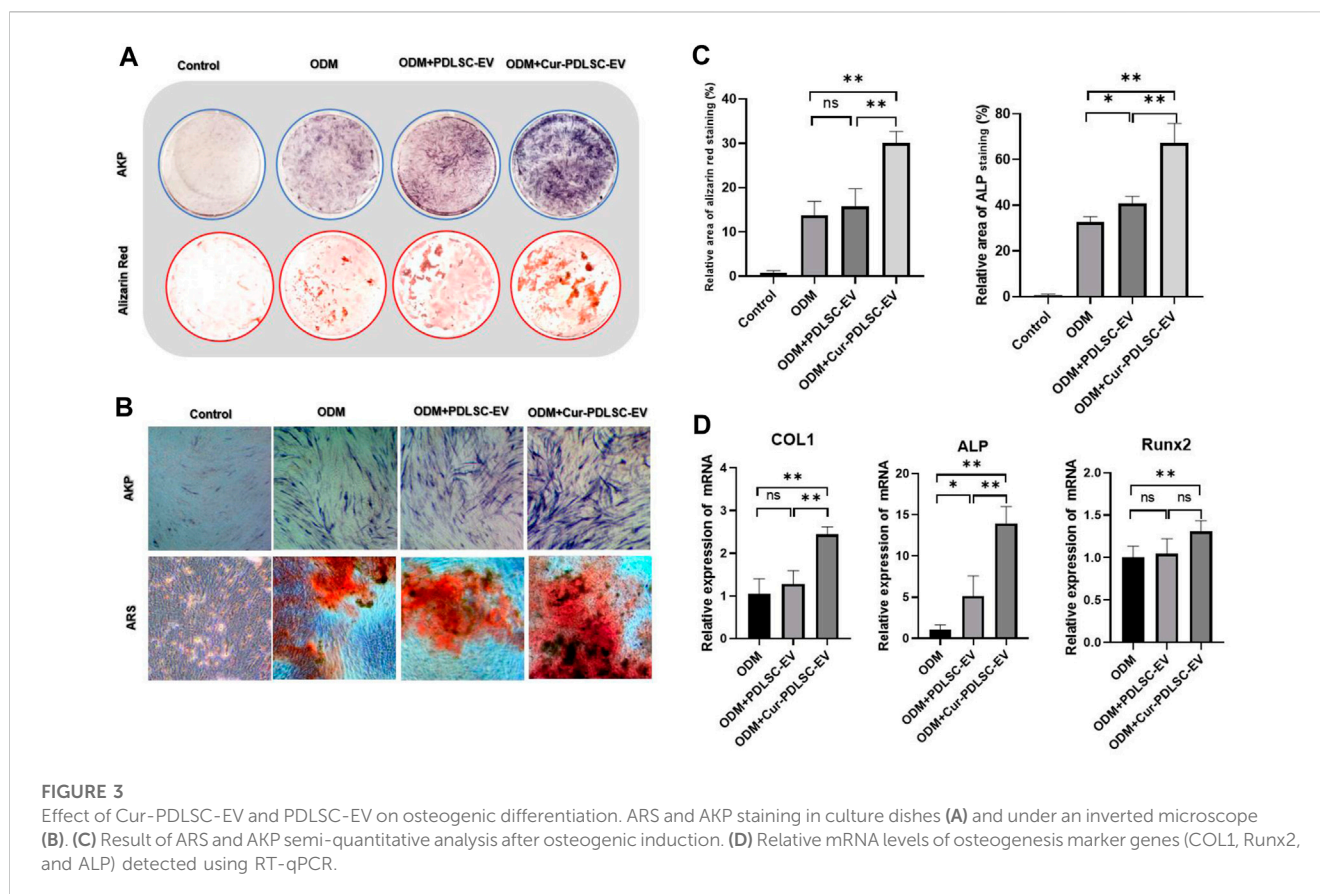 A
Control
ODM
ODM+PDLSC-EV
ODM+Cur-PDLSC-EV
AKP
Alizarin Red
B
Control
ODM
ODM+PDLSC-EV
ODM+Cur-PDLSC-EV
AKP
ARS
C
Relative area of alizarin red staining (%)
40
30
20
10
0
**
ns
**
Control
ODM
ODM+PDLSC-EV
ODM+Cur-PDLSC-EV
Relative area of ALP staining (%)
80
60
40
20
0
**
*
**
Control
ODM
ODM+PDLSC-EV
ODM+Cur-PDLSC-EV
D
COL1
Relative expression of mRNA
4
3
2
1
0
**
ns
**
ODM
ODM+PDLSC-EV
ODM+Cur-PDLSC-EV
ALP
Relative expression of mRNA
20
15
10
5
0
**
*
**
ODM
ODM+PDLSC-EV
ODM+Cur-PDLSC-EV
Runx2
Relative expression of mRNA
2.0
1.5
1.0
0.5
0.0
**
ns
ns
ODM
ODM+PDLSC-EV
ODM+Cur-PDLSC-EV
FIGURE 3
Effect of Cur-PDLSC-EV and PDLSC-EV on osteogenic differentiation. ARS and AKP staining in culture dishes (A) and under an inverted microscope
(B). (C) Result of ARS and AKP semi-quantitative analysis after osteogenic induction. (D) Relative mRNA levels of osteogenesis marker genes (COL1, Runx2,
and ALP) detected using RT-qPCR.